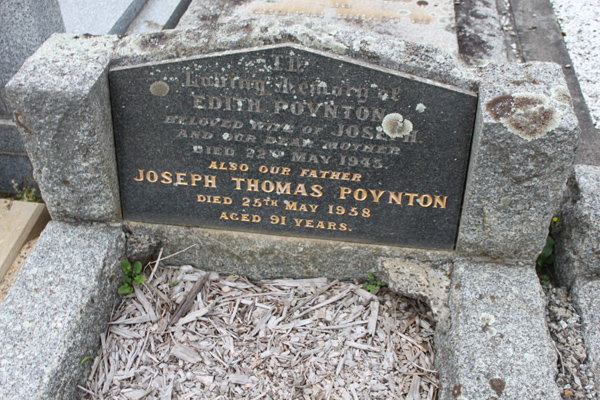 In
Loving Memory of
EDITH POYNTON
BELOVED WIFE OF JOSEPH
AND OUR DEAR MOTHER
DIED 22ND MAY 1945
ALSO OUR FATHER
JOSEPH THOMAS POYNTON
DIED 25TH MAY 1958
AGED 91 YEARS.